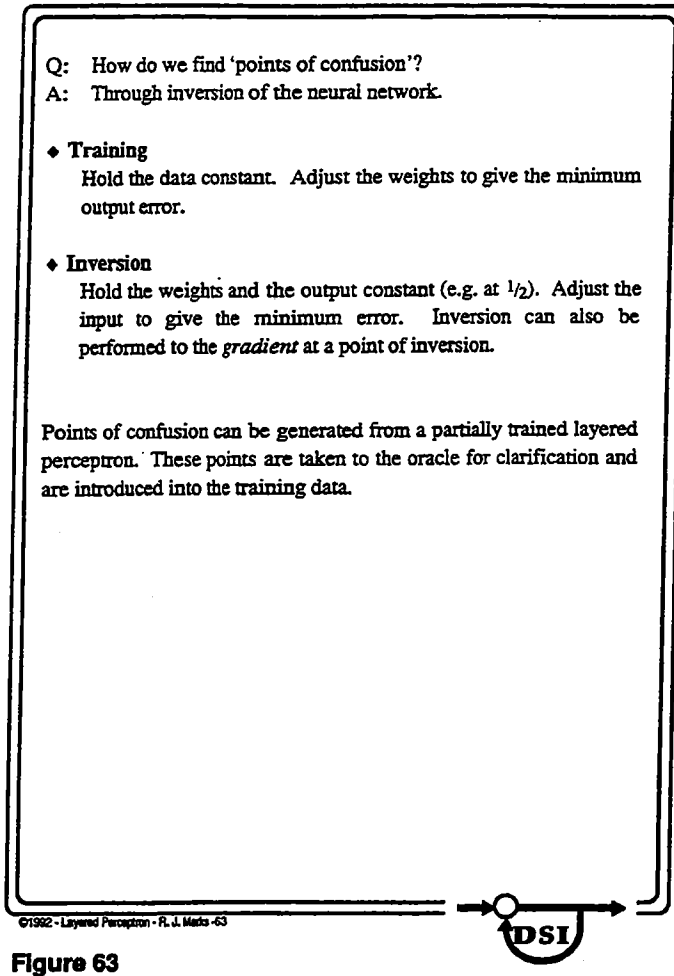 Q: How do we find ‘points of confusion’?
A: Through inversion of the neural network.
◆ Training
Hold the data constant. Adjust the weights to give the minimum
output error.
◆ Inversion
Hold the weights and the output constant (e.g. at 1/2). Adjust the
input to give the minimum error. Inversion can also be
performed to the gradient at a point of inversion.
Points of confusion can be generated from a partially trained layered
perceptron. These points are taken to the oracle for clarification and
are introduced into the training data.
©1992 - Layered Perceptron - R. J. Marks -63
DSI
Figure 63